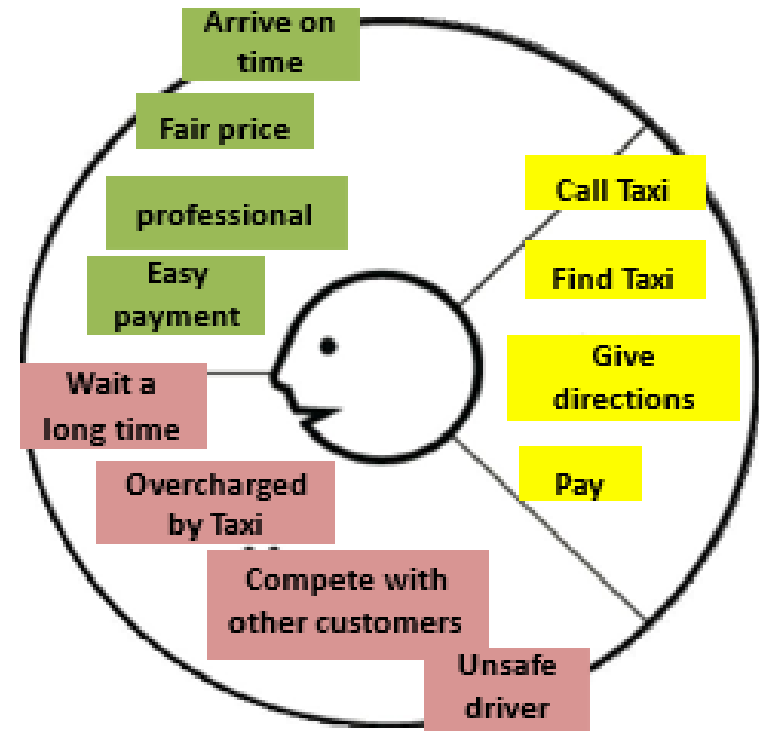 Arrive on
time
Fair price
professional
Easy
payment
Wait a
long time
Overcharged
by Taxi
Compete with
other customers
Unsafe
driver
Call Taxi
Find Taxi
Give
directions
Pay